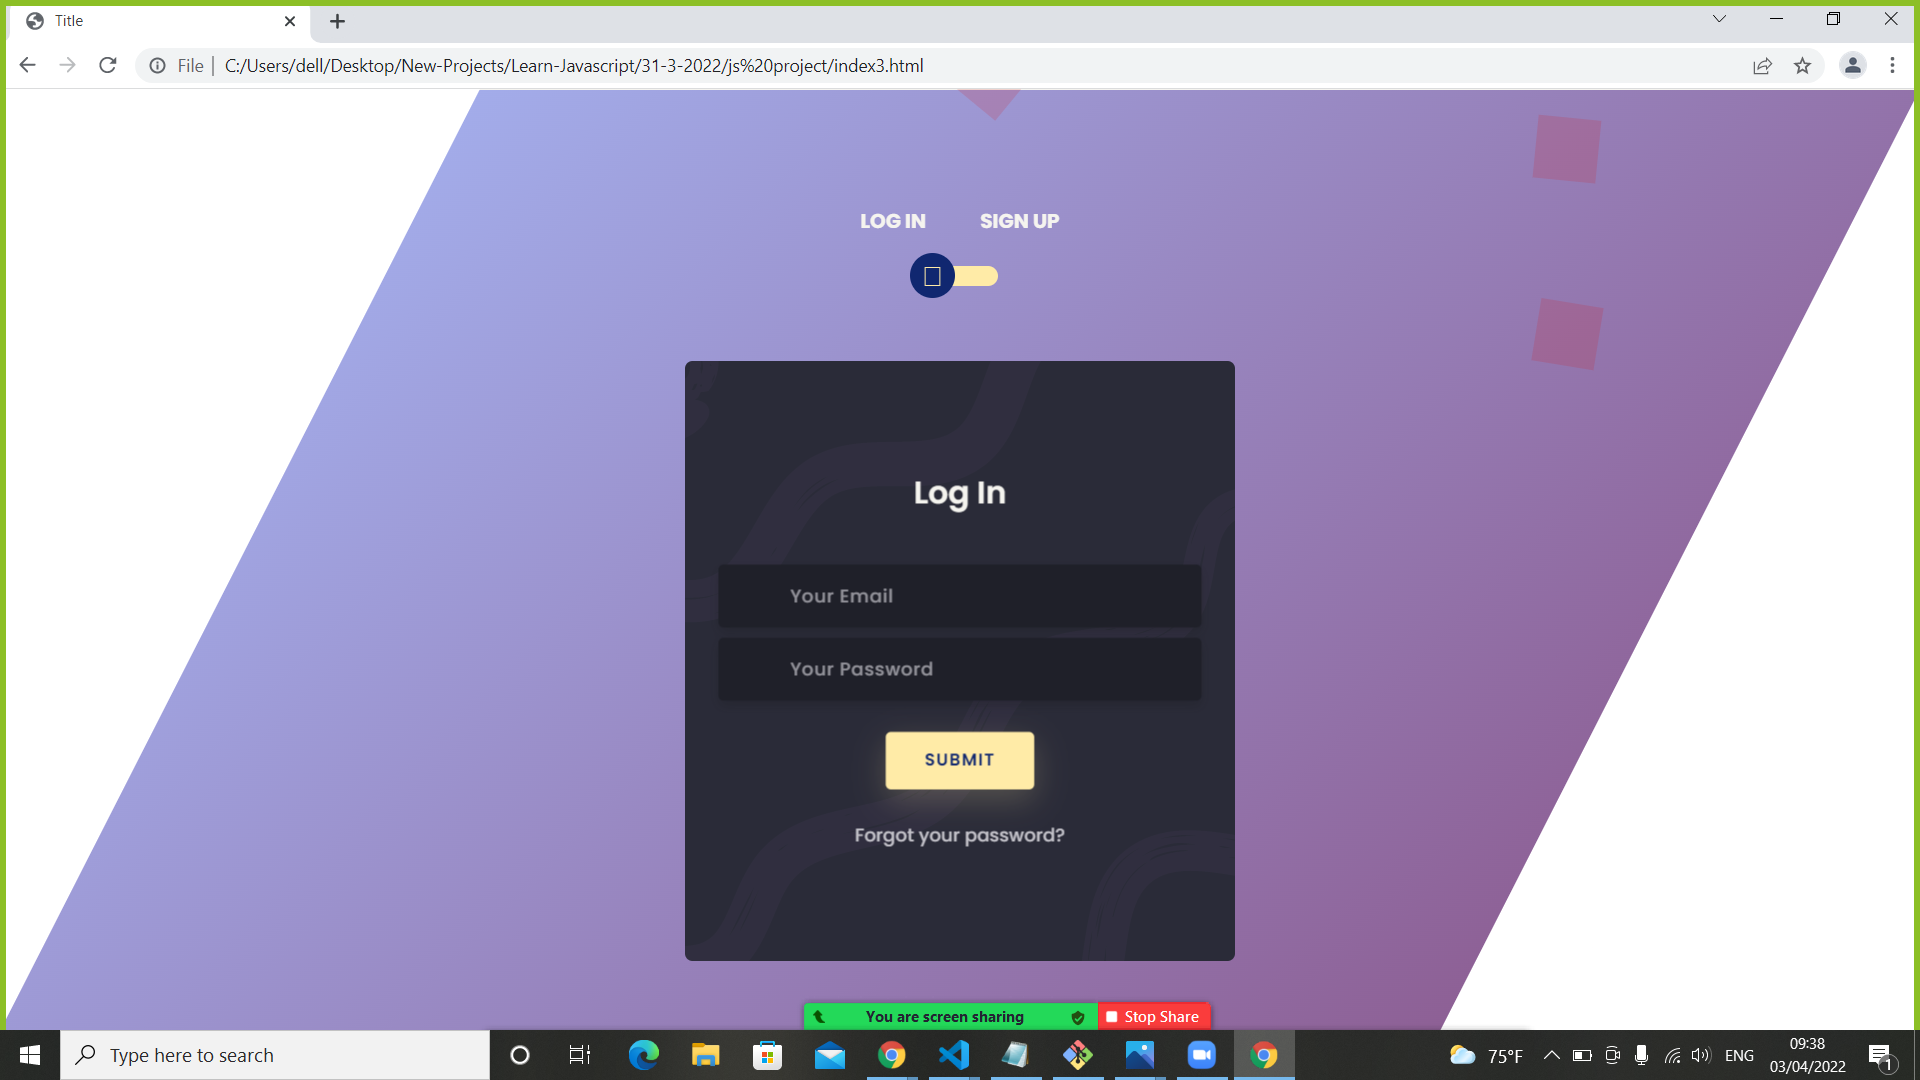 Title
File
C:/Users/dell/Desktop/New-Projects/Learn-Javascript/31-3-2022/js%20project/index3.html
LOG IN
SIGN UP
Log In
Your Email
Your Password
SUBMIT
Forgot your password?
You are screen sharing
Stop Share
Type here to search
75°F
ENG
09:38
03/04/2022
1